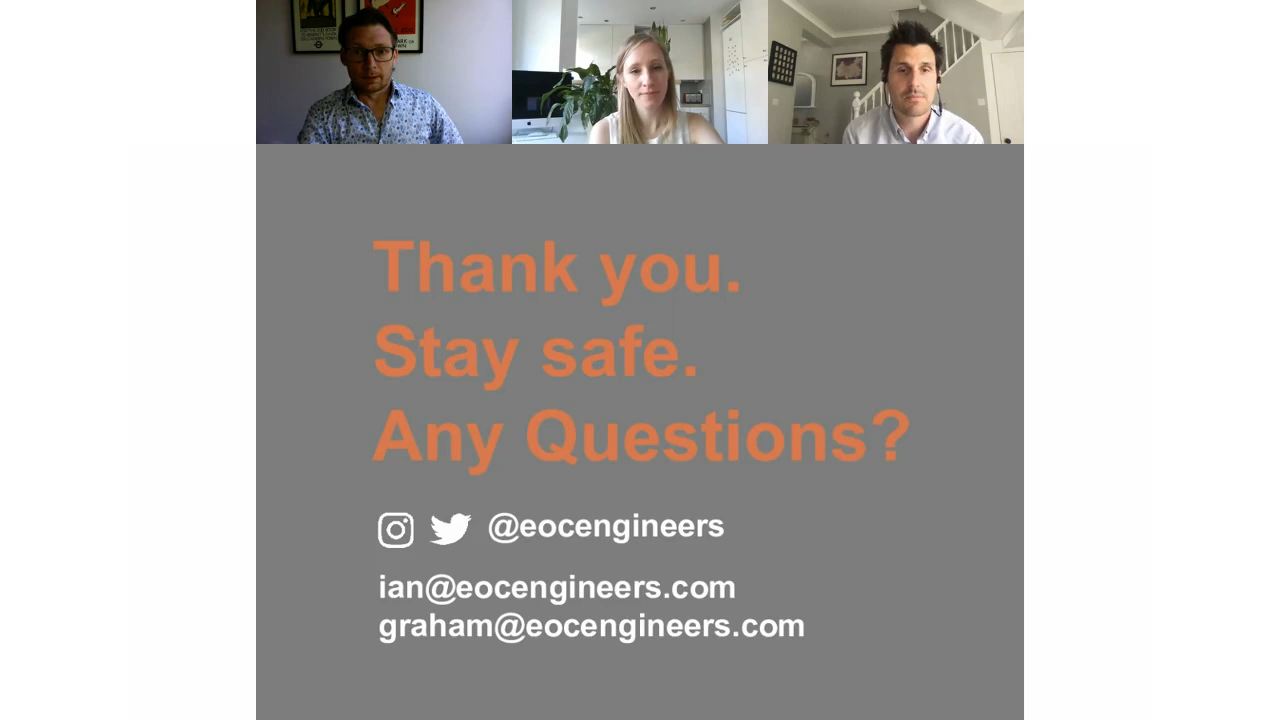 Thank you.
Stay safe.
Any Questions?
@eocengineers
ian@eocengineers.com
graham@eocengineers.com